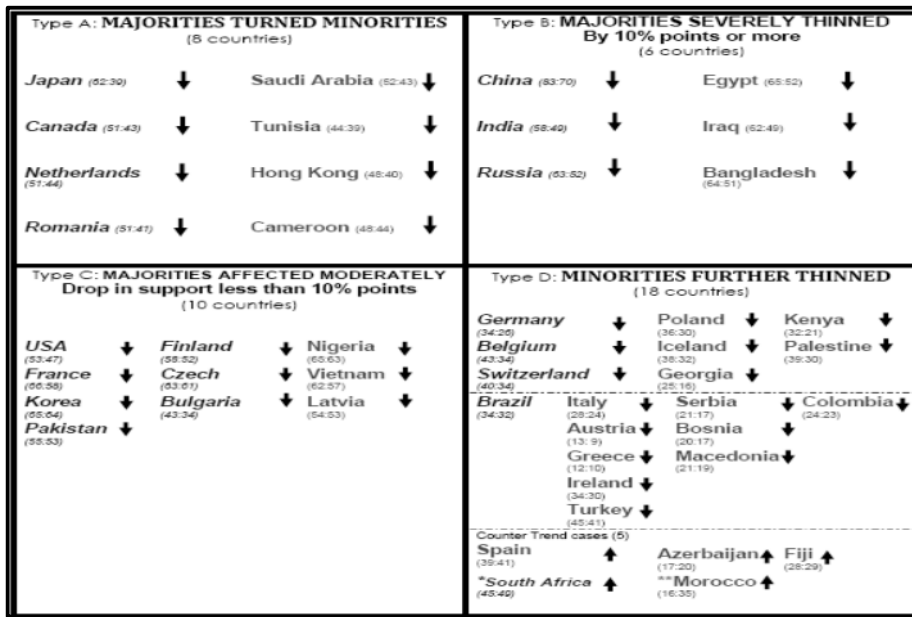 Type A: MAJORITIES TURNED MINORITIES
(8 countries)
Japan (62:39) Saudi Arabia (52:43)
Canada (51:43) Tunisia (44:39)
Netherlands Hong Kong (48:40)
(51:44)
Romania (51:41) Cameroon (48:44)
Type B: MAJORITIES SEVERELY THINNED
By 10% points or more
(6 countries)
China (83:70) Egypt (65:52)
India (58:49) Iraq (62:49)
Russia (63:52) Bangladesh
(64:51)
Type C: MAJORITIES AFFECTED MODERATELY
Drop in support less than 10% points
(10 countries)
USA Finland Nigeria
(53:47) (58:52) (68:63)
France Czech Vietnam
(66:58) (63:61) (62:57)
Korea Bulgaria Latvia
(65:64) (43:34) (54:53)
Pakistan
(55:53)
Type D: MINORITIES FURTHER THINNED
(18 countries)
Germany Poland Kenya
(34:26) (36:30) (32:21)
Belgium Iceland Palestine
(43:34) (38:32) (39:30)
Switzerland Georgia
(40:34) (25:16)
Brazil Italy Serbia Colombia
(34:32) (28:24) (21:17) (24:23)
Austria Bosnia
(13: 9) (20:17)
Greece Macedonia
(12:10) (21:19)
Ireland
(34:30)
Turkey
(45:41)
Counter Trend cases (5)
Spain Azerbaijan Fiji
(39:41) (17:20) (28:29)
*South Africa **Morocco
(45:49) (16:35)